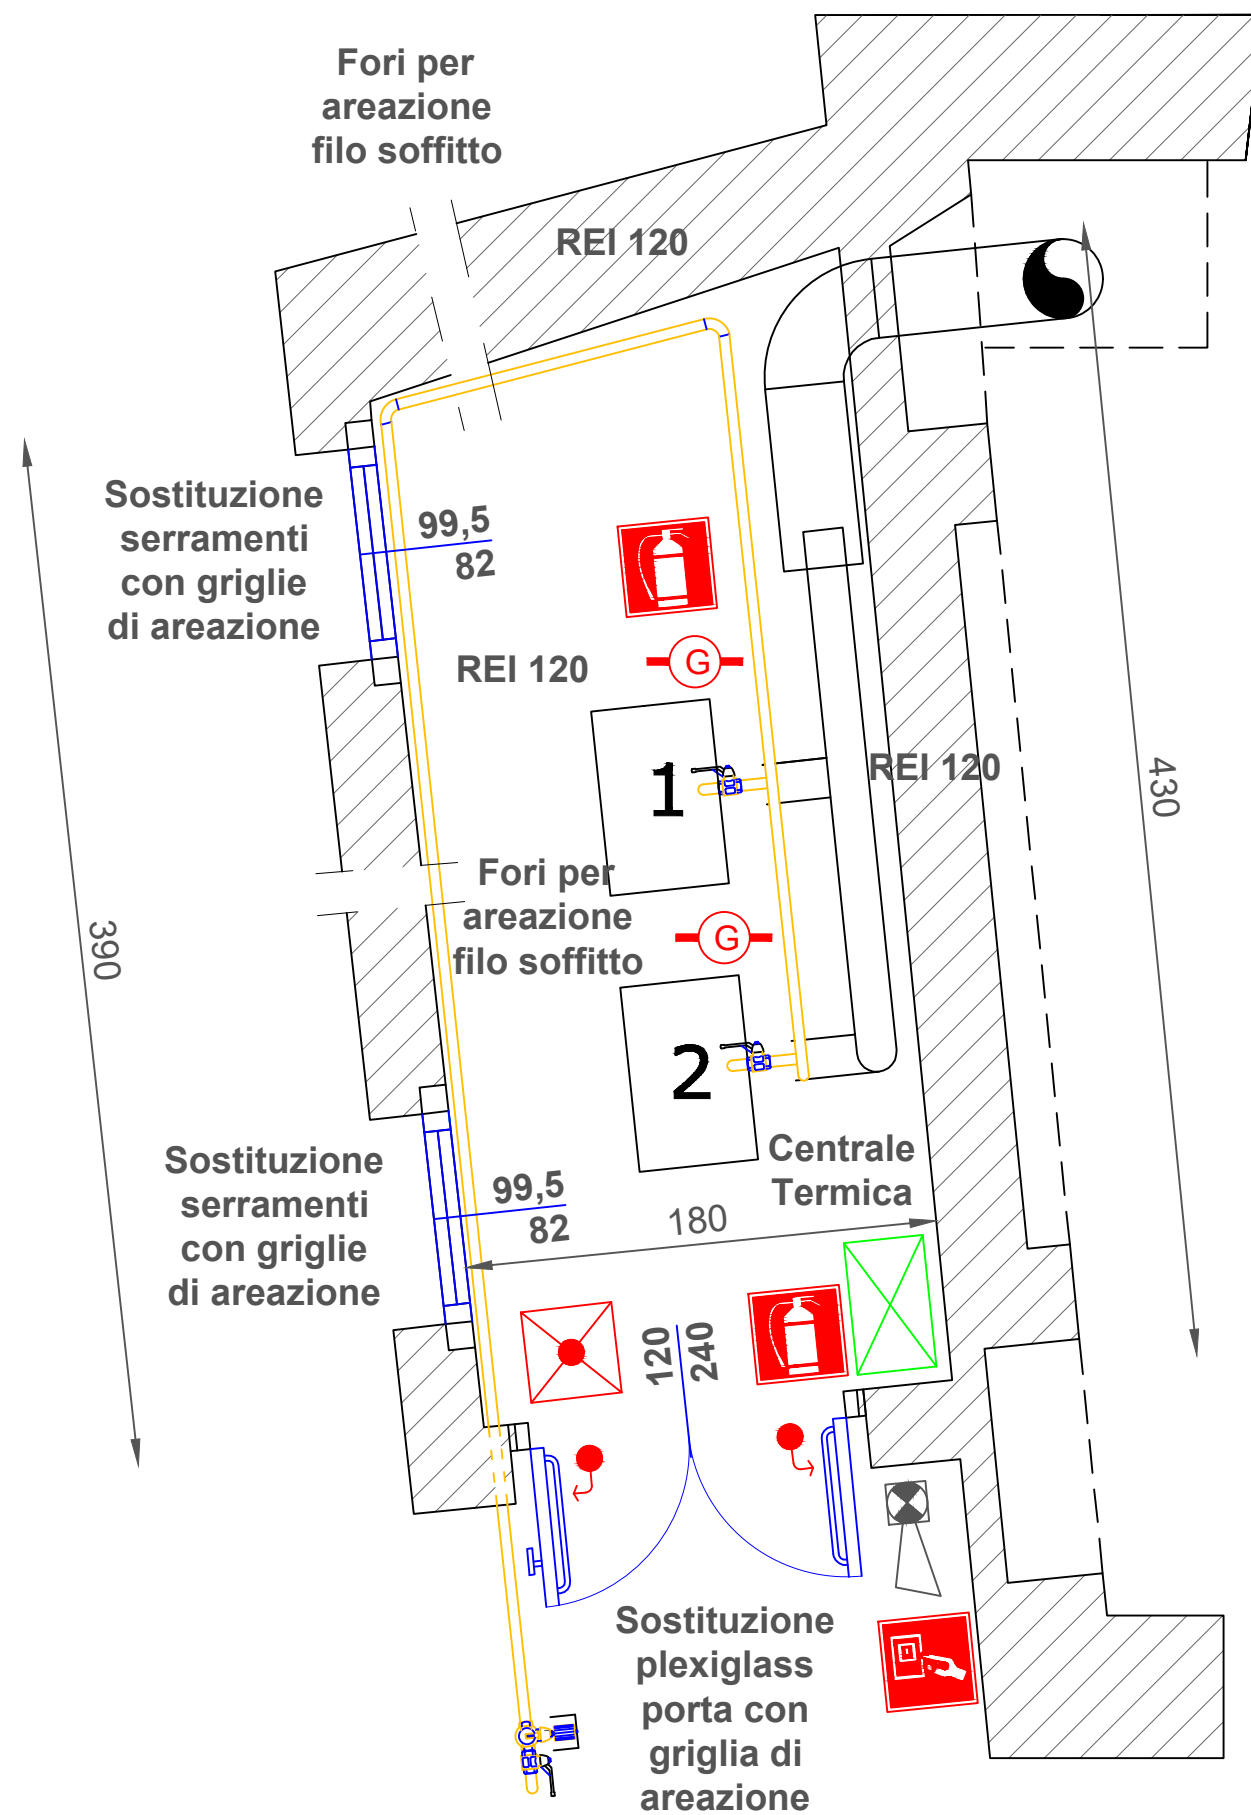 Fori per
areazione
filo soffitto
REI 120
Sostituzione
serramenti
con griglie
di areazione
99,5
82
REI 120
G
1
REI 120
430
Fori per
areazione
filo soffitto
G
390
2
Centrale
Termica
Sostituzione
serramenti
con griglie
di areazione
99,5
82
180
120
240
Sostituzione
plexiglass
porta con
griglia di
areazione